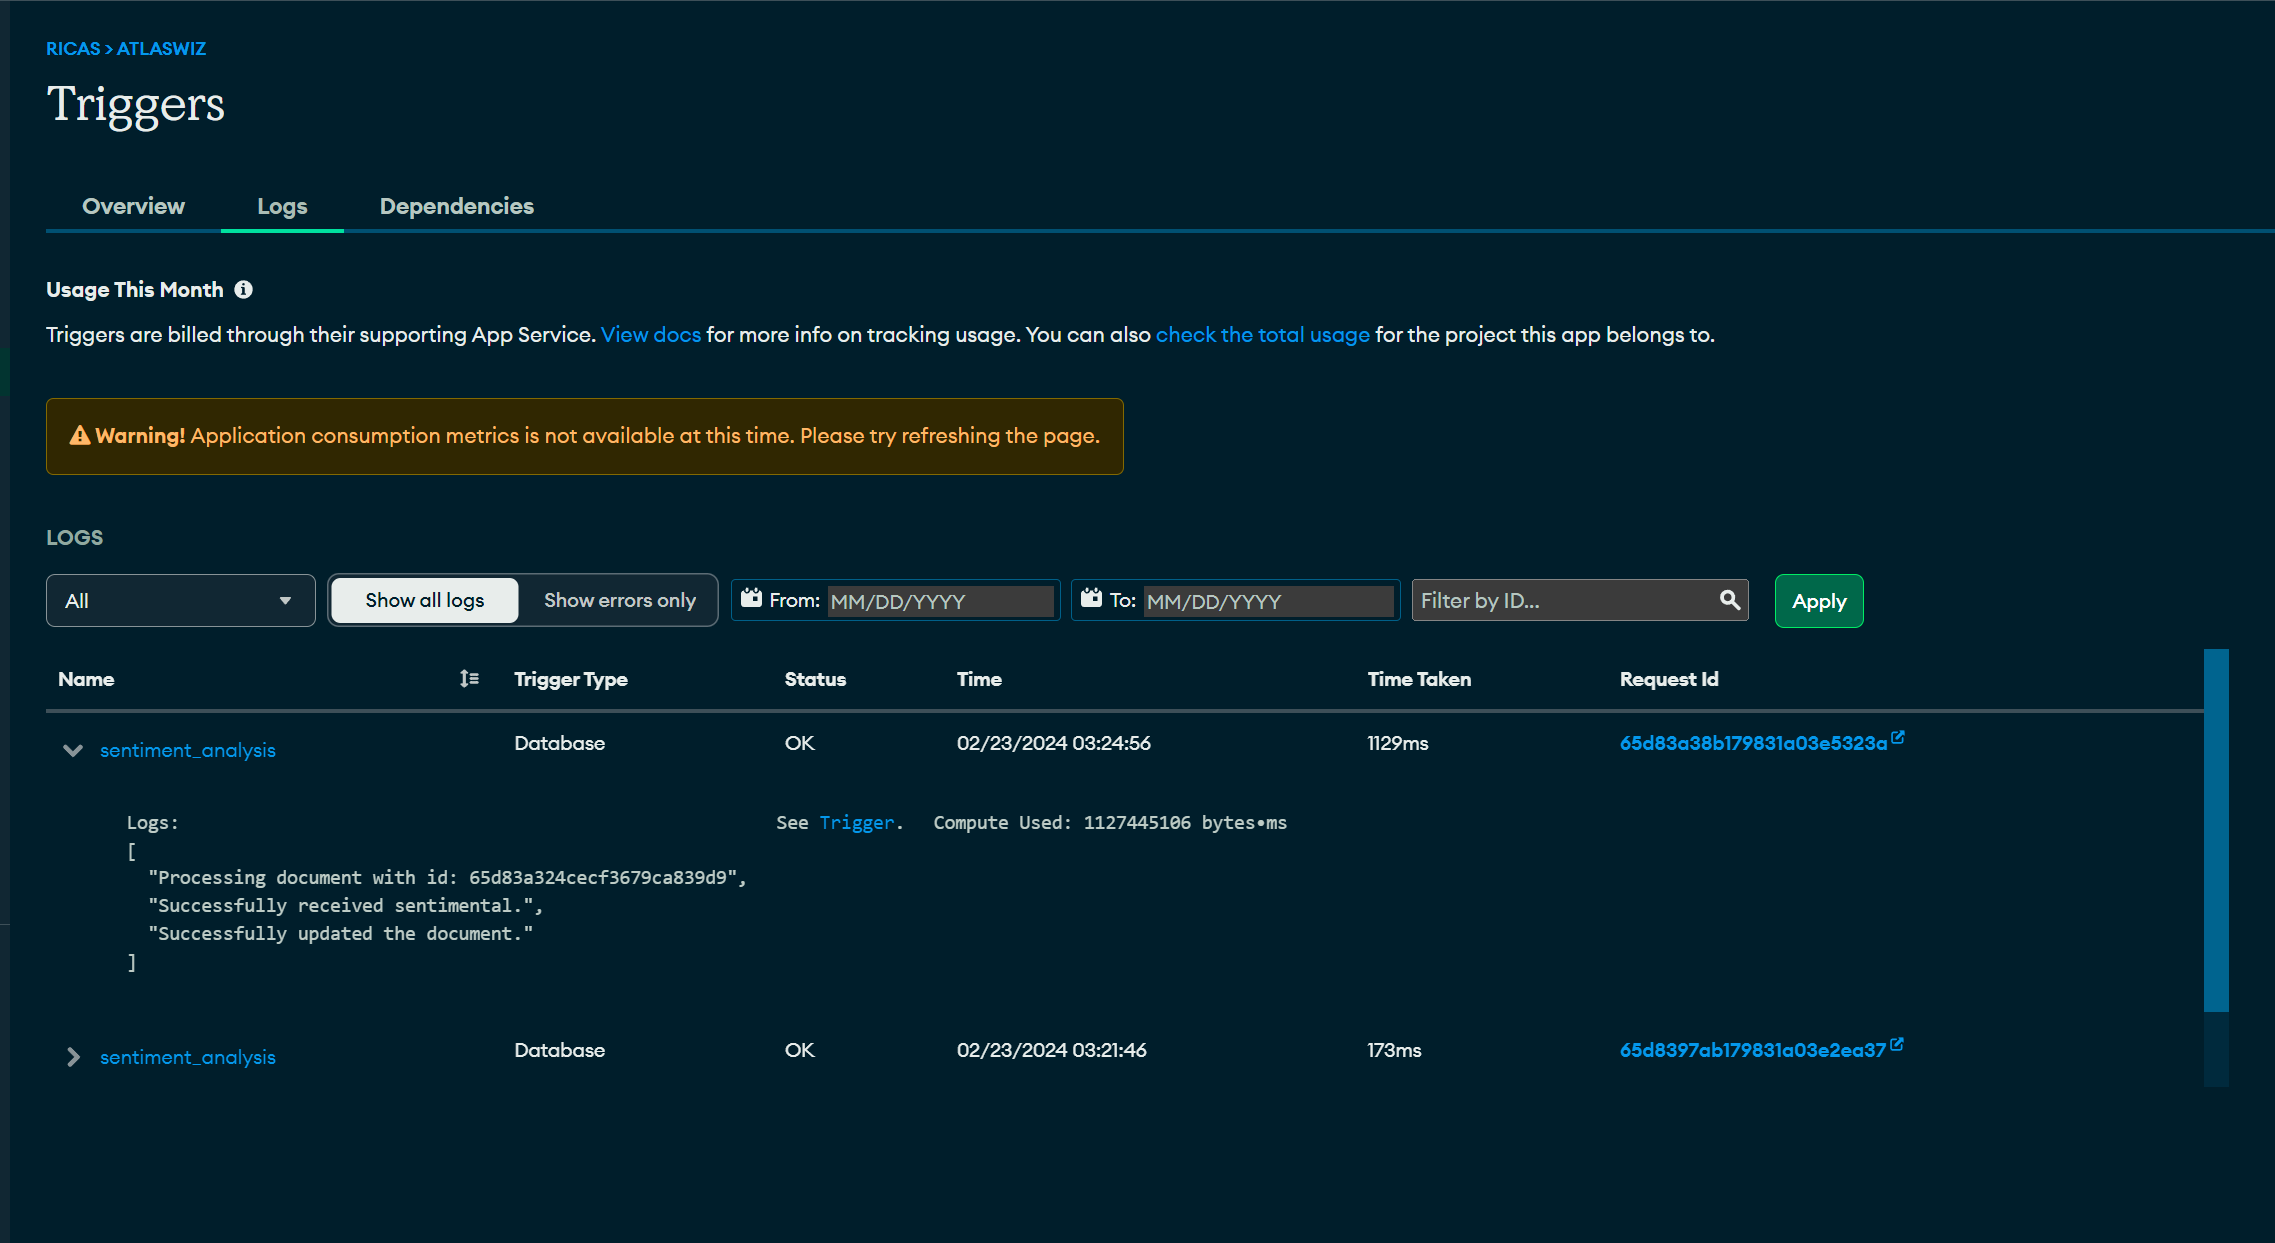 RICAS > ATLASWIZ
Triggers
Overview Logs Dependencies
Usage This Month
Triggers are billed through their supporting App Service. View docs for more info on tracking usage. You can also check the total usage for the project this app belongs to.
Warning! Application consumption metrics is not available at this time. Please try refreshing the page.
LOGS
All Show all logs Show errors only From: MM/DD/YYYY To: MM/DD/YYYY Filter by ID... Apply
Name Trigger Type Status Time Time Taken Request Id
sentiment_analysis Database OK 02/23/2024 03:24:56 1129ms 65d83a38b179831a03e5323a
Logs: See Trigger. Compute Used: 1127445106 bytes•ms
[
"Processing document with id: 65d83a324cecf3679ca839d9",
"Successfully received sentimental.",
"Successfully updated the document."
]
sentiment_analysis Database OK 02/23/2024 03:21:46 173ms 65d8397ab179831a03e2ea37